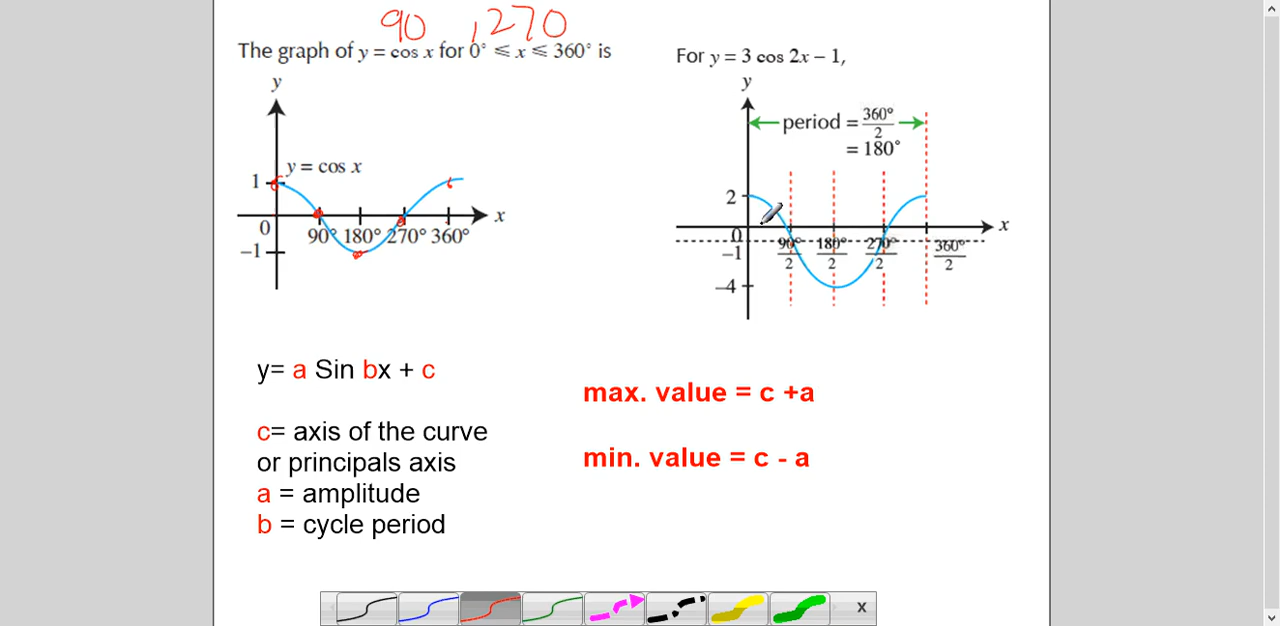 90 , 270
The graph of y = cos x for 0° ≤ x ≤ 360° is
y
y = cos x
1
0
90° 180° 270° 360°
x
−1
For y = 3 cos 2x − 1,
y
period = 360°/2
= 180°
2
0
x
−1
90°/2 180°/2 270°/2 360°/2
−4
y= a Sin bx + c
c= axis of the curve
or principals axis
a = amplitude
b = cycle period
max. value = c +a
min. value = c - a
x